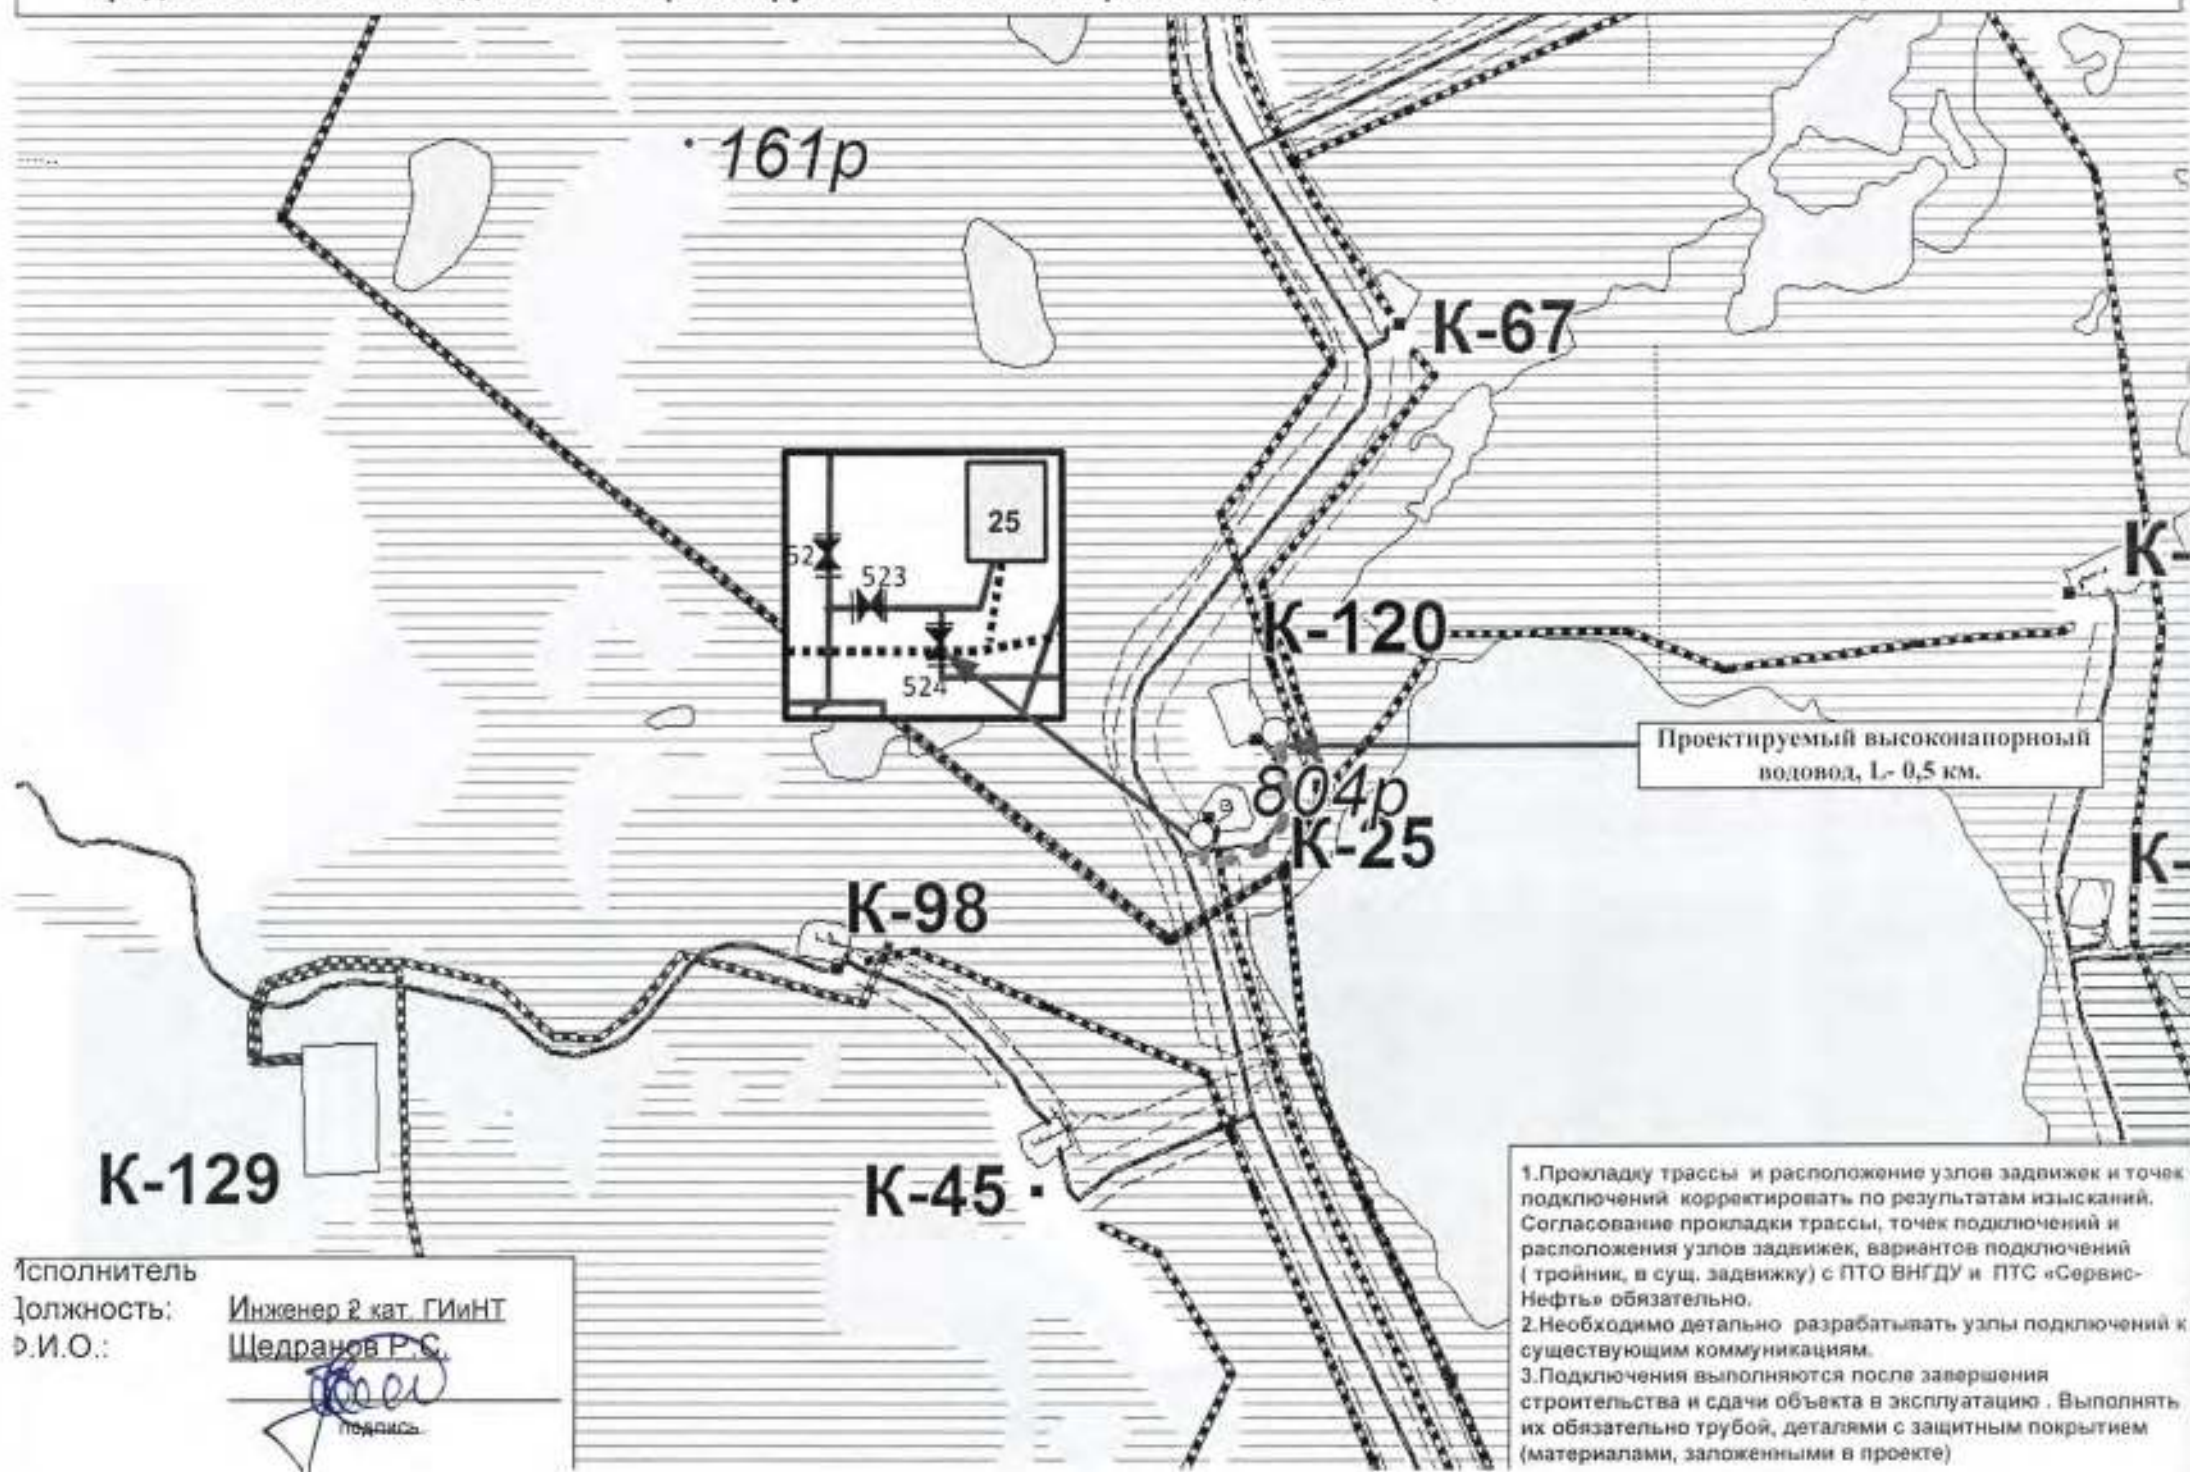 161р
К-67
25
52
523
К-
К-120
524
Проектируемый высоконапорноый
водовод, L- 0,5 км.
804р
К-25
К-
К-98
К-129
К-45
1.Прокладку трассы и расположение узлов задвижек и точек
подключений корректировать по результатам изысканий.
Согласование прокладки трассы, точек подключений и
расположения узлов задвижек, вариантов подключений
( тройник, в сущ. задвижку) с ПТО ВНГДУ и ПТС «Сервис-
Нефть» обязательно.
2.Необходимо детально разрабатывать узлы подключений к
существующим коммуникациям.
3.Подключения выполняются после завершения
строительства и сдачи объекта в эксплуатацию . Выполнять
их обязательно трубой, деталями с защитным покрытием
(материалами, заложенными в проекте)
Исполнитель
Должность: Инженер 2 кат. ГИиНТ
Ф.И.О.: Щедранов Р.С.
подпись